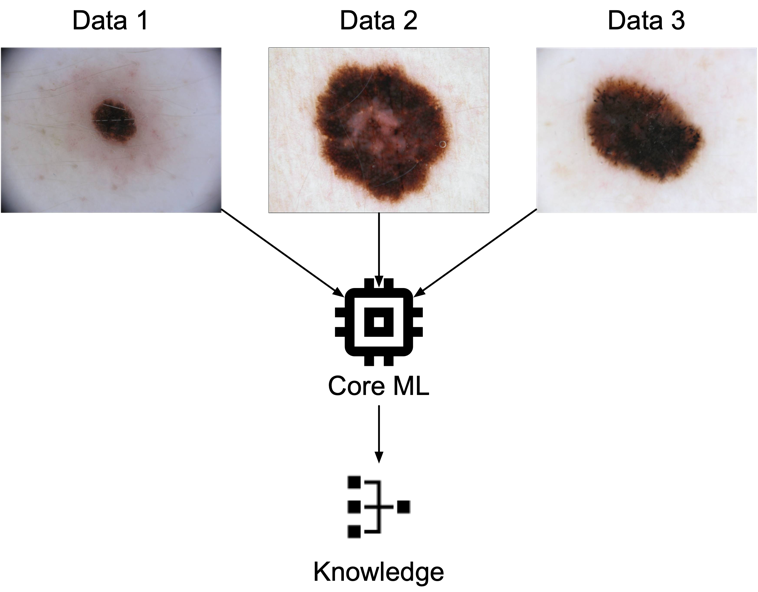 Data 1
Data 2
Data 3
Core ML
Knowledge